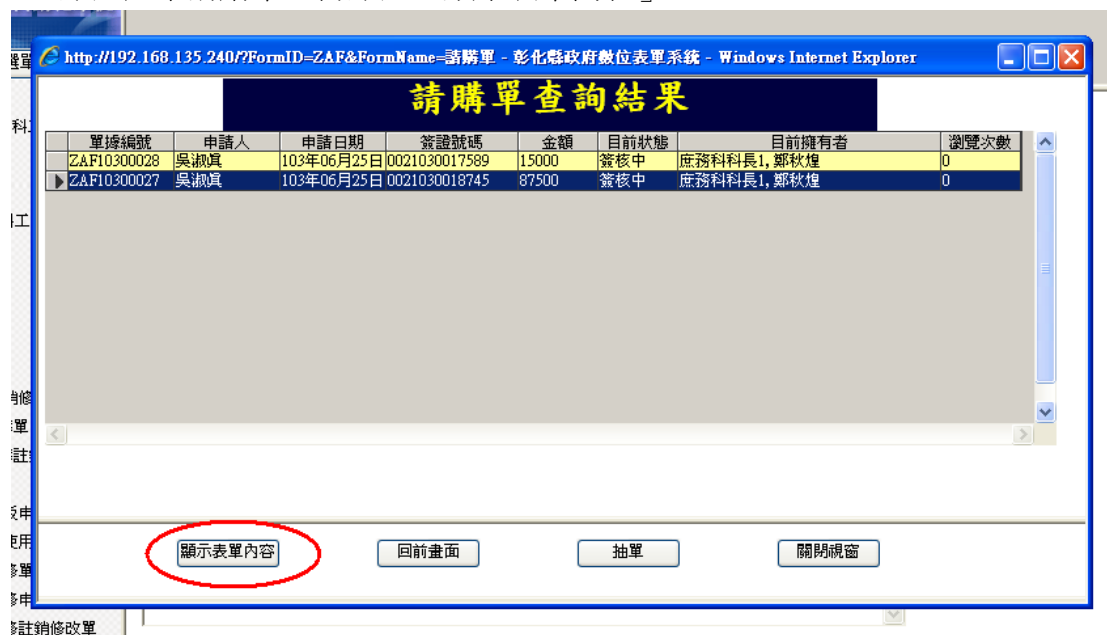 http://192.168.135.240/?FormID=ZAF&FormName=請購單 - 彰化縣政府數位表單系統 - Windows Internet Explorer
請購單查詢結果
單據編號 申請人 申請日期 簽證號碼 金額 目前狀態 目前擁有者 瀏覽次數
ZAF10300028 吳淑真 103年06月25日 0021030017589 15000 簽核中 庶務科科長1, 鄭秋煌 0
ZAF10300027 吳淑真 103年06月25日 0021030018745 87500 簽核中 庶務科科長1, 鄭秋煌 0
顯示表單內容 回前畫面 抽單 關閉視窗
註銷修改單